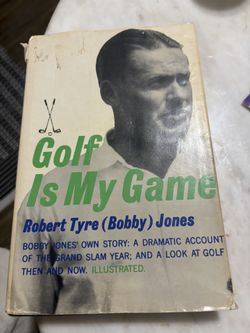 Golf
Is My Game
Robert Tyre (Bobby) Jones
BOBBY JONES' OWN STORY: A DRAMATIC ACCOUNT
OF THE GRAND SLAM YEAR; AND A LOOK AT GOLF
THEN AND NOW. ILLUSTRATED.